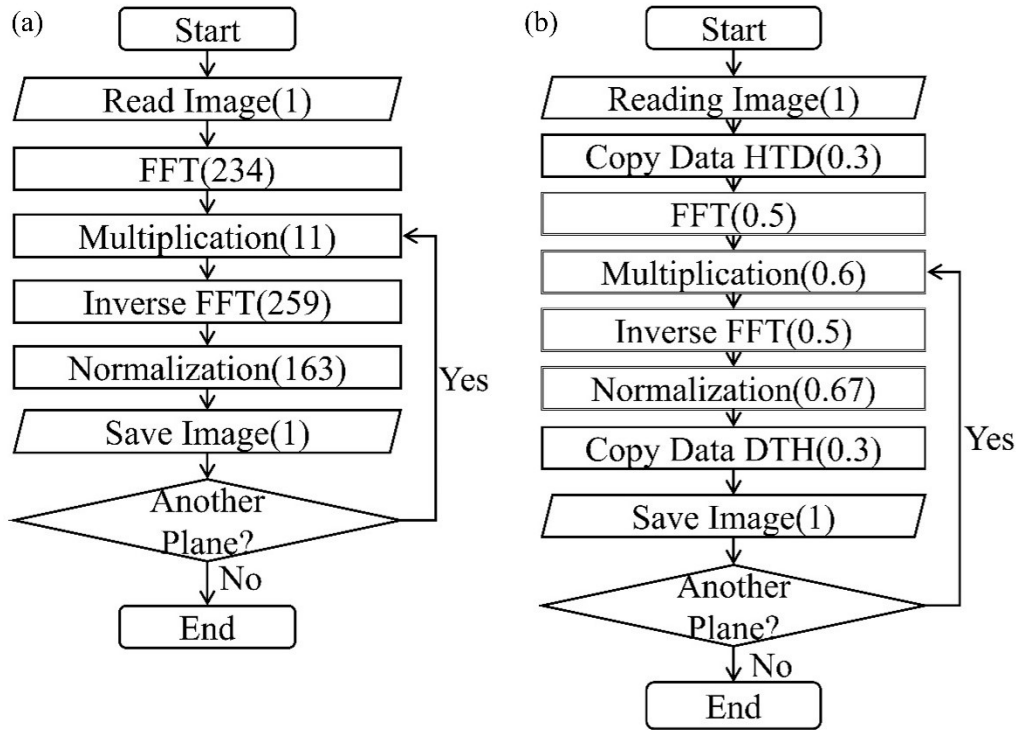 (a)
Start
Read Image(1)
FFT(234)
Multiplication(11)
Inverse FFT(259)
Normalization(163)
Save Image(1)
Another
Plane?
Yes
No
End
(b)
Start
Reading Image(1)
Copy Data HTD(0.3)
FFT(0.5)
Multiplication(0.6)
Inverse FFT(0.5)
Normalization(0.67)
Copy Data DTH(0.3)
Save Image(1)
Another
Plane?
Yes
No
End